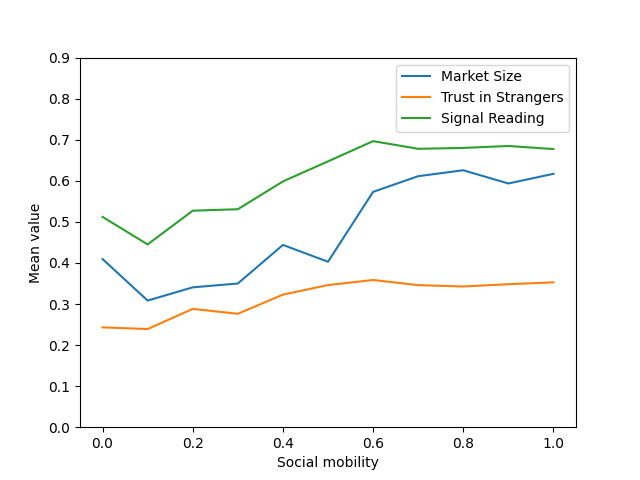 0.9
0.8
0.7
0.6
0.5
0.4
0.3
0.2
0.1
0.0
Mean value
Market Size
Trust in Strangers
Signal Reading
0.0 0.2 0.4 0.6 0.8 1.0
Social mobility